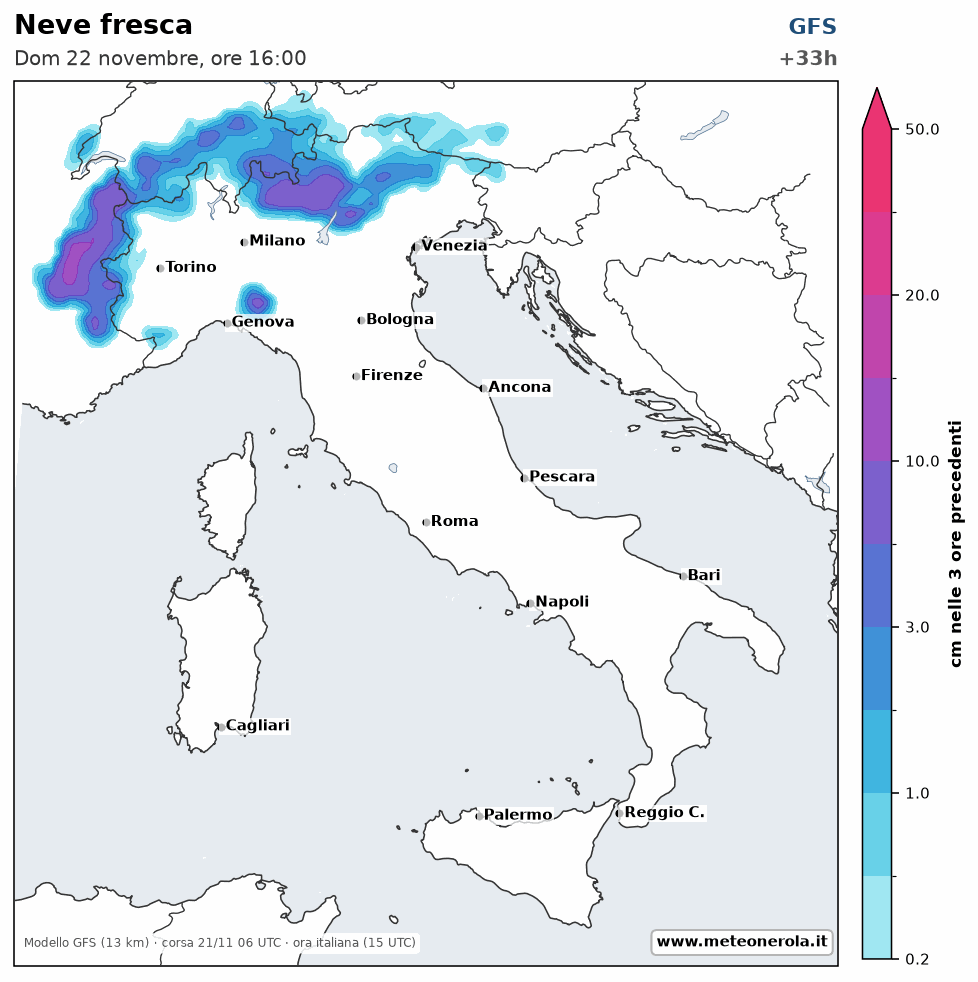 Neve fresca
GFS
Dom 22 novembre, ore 16:00
+33h
50.0
20.0
10.0
3.0
1.0
0.2
cm nelle 3 ore precedenti
Milano
Venezia
Torino
Genova
Bologna
Firenze
Ancona
Pescara
Roma
Bari
Napoli
Cagliari
Palermo
Reggio C.
Modello GFS (13 km) · corsa 21/11 06 UTC · ora italiana (15 UTC)
www.meteonerola.it